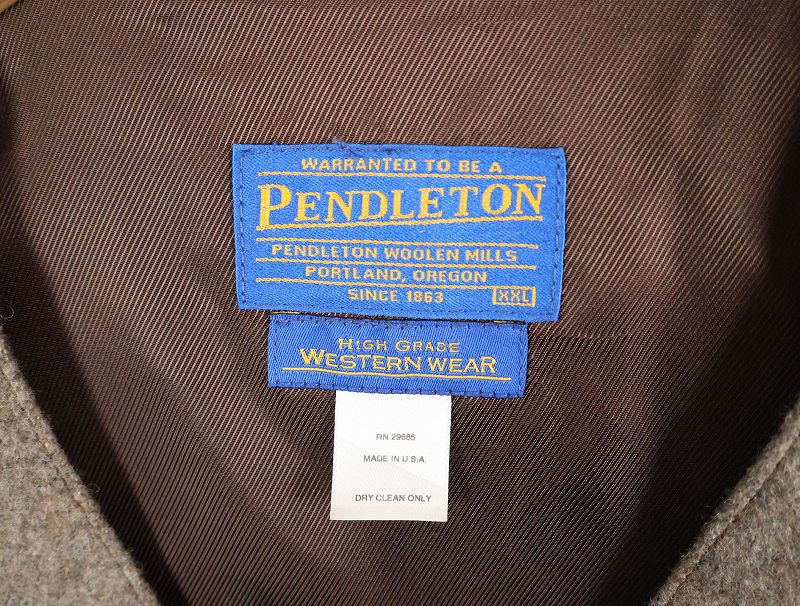 WARRANTED TO BE A
PENDLETON
PENDLETON WOOLEN MILLS
PORTLAND, OREGON
SINCE 1863 XXL
HIGH GRADE
WESTERN WEAR
RN 29685
MADE IN U.S.A.
DRY CLEAN ONLY